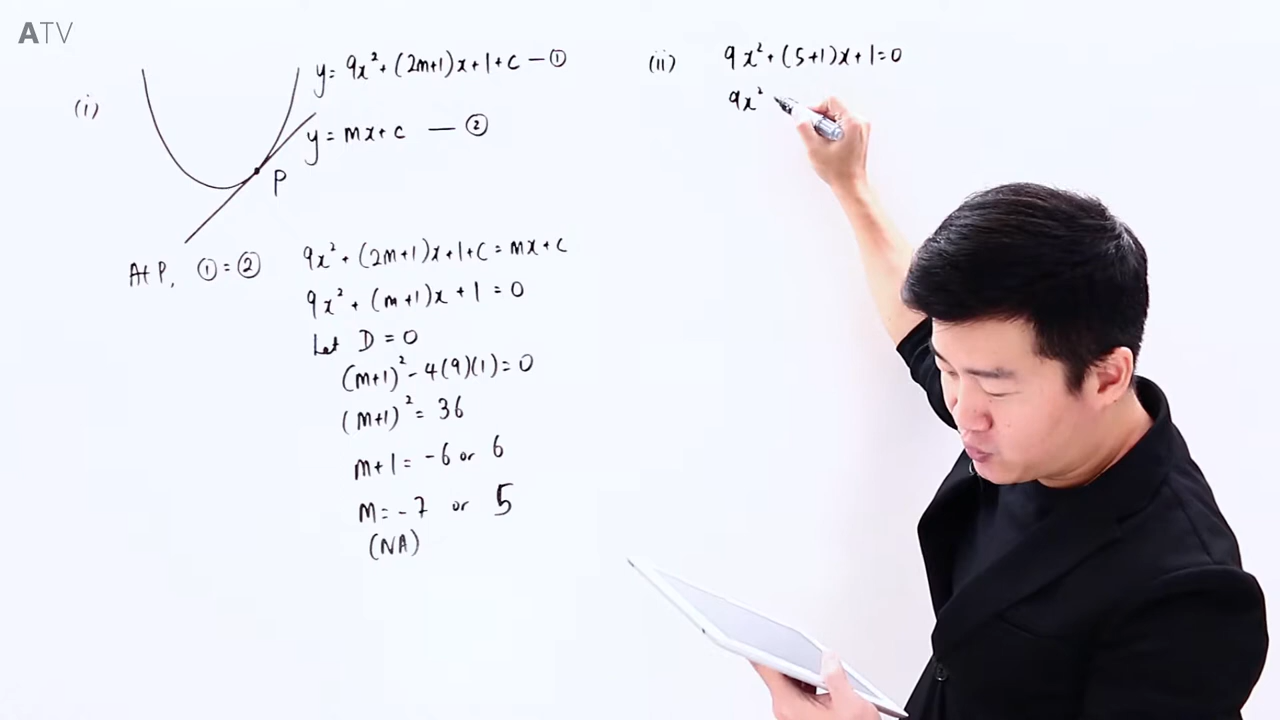 ATV
(i)
y = 9x² + (2m+1)x + 1 + c — ①
y = mx + c — ②
P
At P, ① = ②
9x² + (2m+1)x + 1 + c = mx + c
9x² + (m+1)x + 1 = 0
Let D = 0
(m+1)² - 4(9)(1) = 0
(m+1)² = 36
m+1 = -6 or 6
m = -7 or 5
(NA)
(ii) 9x² + (5+1)x + 1 = 0
9x²